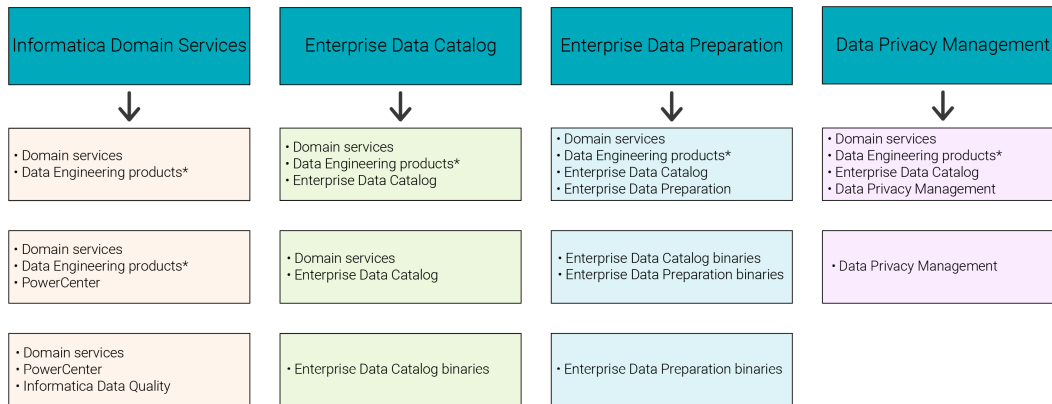 Informatica Domain Services
Enterprise Data Catalog
Enterprise Data Preparation
Data Privacy Management
• Domain services
• Data Engineering products*
• Domain services
• Data Engineering products*
• Enterprise Data Catalog
• Domain services
• Data Engineering products*
• Enterprise Data Catalog
• Enterprise Data Preparation
• Domain services
• Data Engineering products*
• Enterprise Data Catalog
• Data Privacy Management
• Domain services
• Data Engineering products*
• PowerCenter
• Domain services
• Enterprise Data Catalog
• Enterprise Data Catalog binaries
• Enterprise Data Preparation binaries
• Data Privacy Management
• Domain services
• PowerCenter
• Informatica Data Quality
• Enterprise Data Catalog binaries
• Enterprise Data Preparation binaries